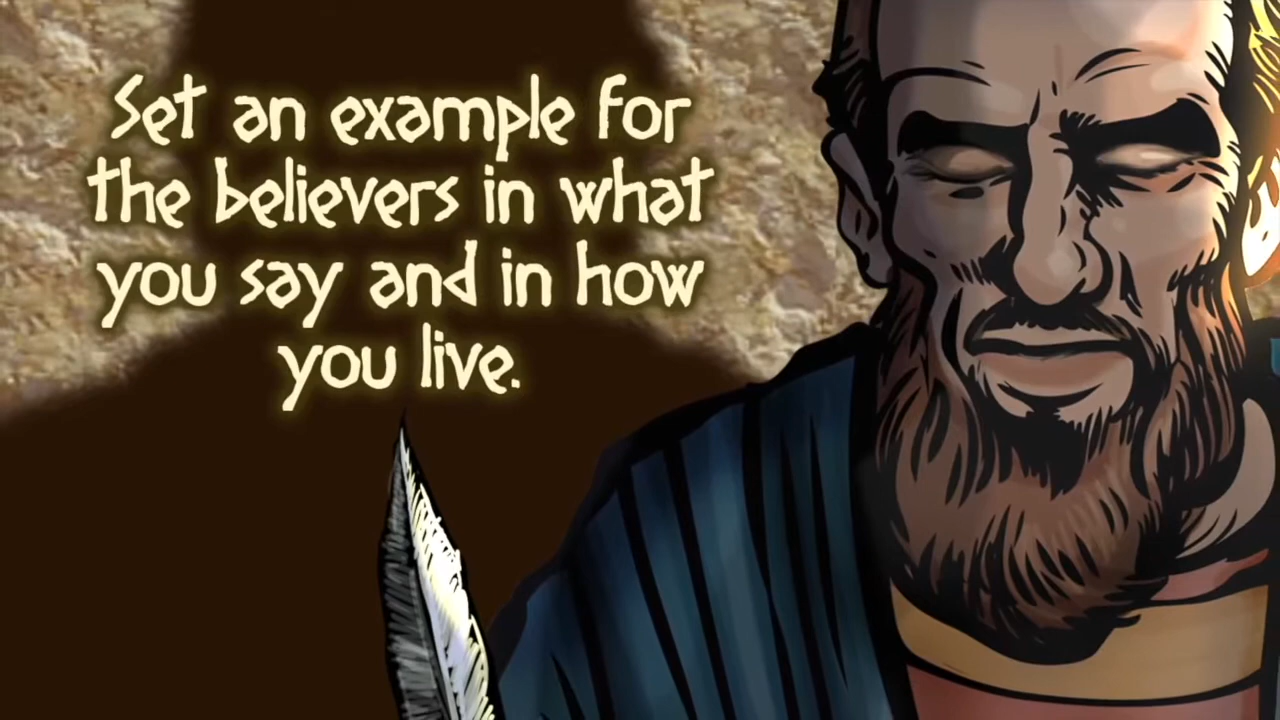 Set an example for
the believers in what
you say and in how
you live.